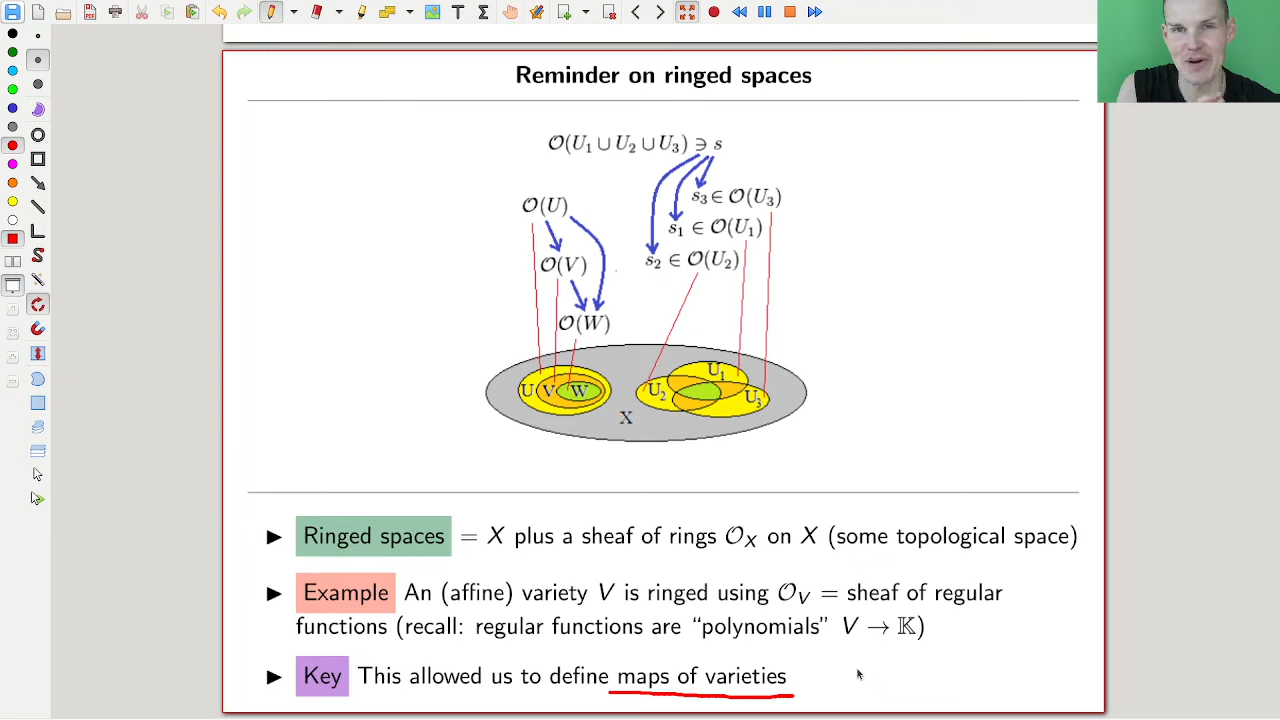 Reminder on ringed spaces
𝒪(U₁ ∪ U₂ ∪ U₃) ∋ s
s₃ ∈ 𝒪(U₃)
𝒪(U)
s₁ ∈ 𝒪(U₁)
𝒪(V)
s₂ ∈ 𝒪(U₂)
𝒪(W)
U V W
U₁
U₂
U₃
X
► Ringed spaces = X plus a sheaf of rings 𝒪_X on X (some topological space)
► Example An (affine) variety V is ringed using 𝒪_V = sheaf of regular
functions (recall: regular functions are “polynomials” V → 𝕂)
► Key This allowed us to define maps of varieties